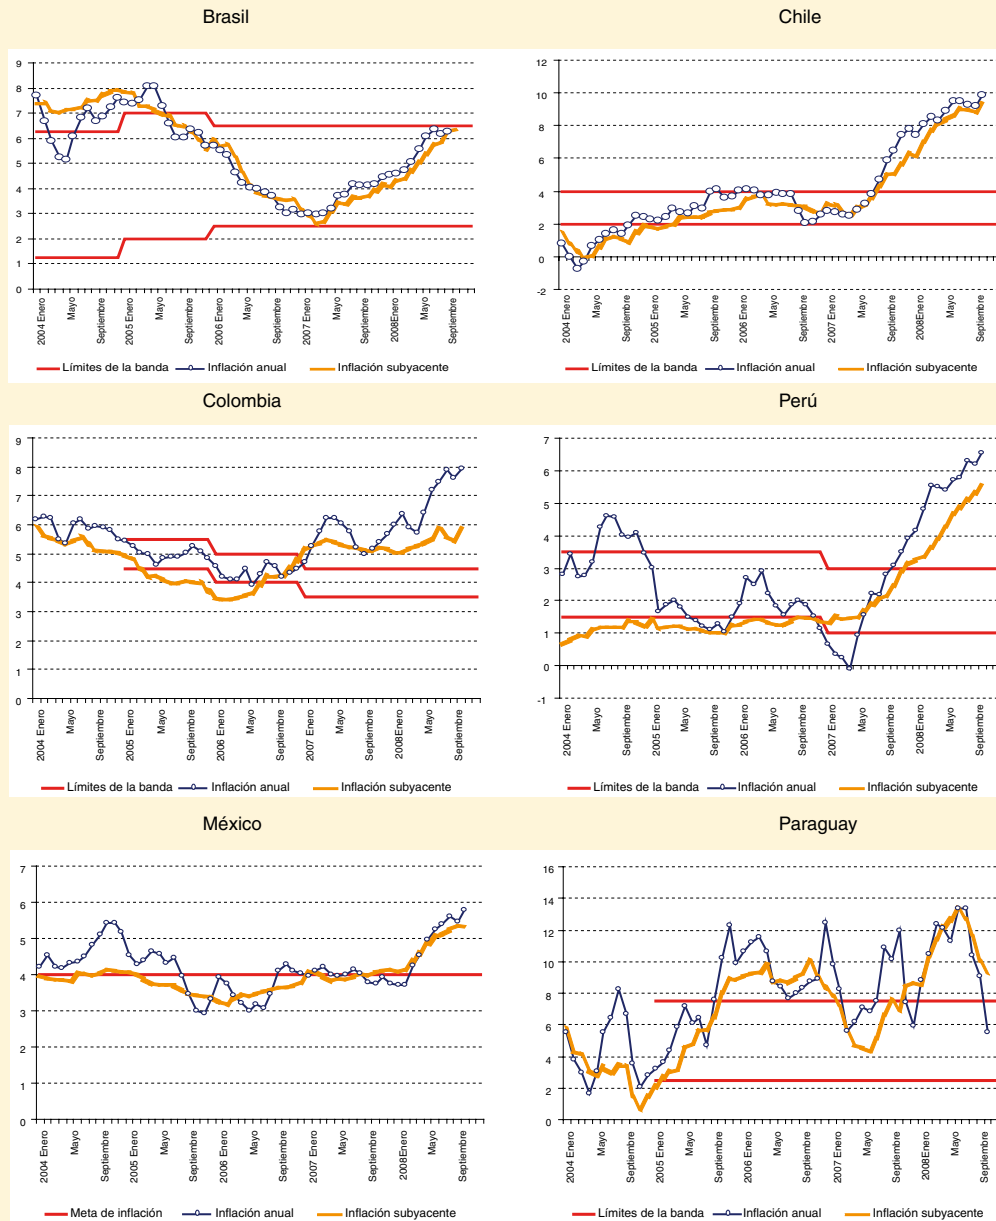 Brasil
9
8
7
6
5
4
3
2
1
0
2004 Enero
Mayo
Septiembre
2005 Enero
Mayo
Septiembre
2006 Enero
Mayo
Septiembre
2007 Enero
Mayo
Septiembre
2008Enero
Mayo
Septiembre
Límites de la banda Inflación anual Inflación subyacente
Chile
12
10
8
6
4
2
0
-2
2004 Enero
Mayo
Septiembre
2005 Enero
Mayo
Septiembre
2006 Enero
Mayo
Septiembre
2007 Enero
Mayo
Septiembre
2008Enero
Mayo
Septiembre
Límites de la banda Inflación anual Inflación subyacente
Colombia
9
8
7
6
5
4
3
2
1
0
2004 Enero
Mayo
Septiembre
2005 Enero
Mayo
Septiembre
2006 Enero
Mayo
Septiembre
2007 Enero
Mayo
Septiembre
2008Enero
Mayo
Septiembre
Límites de la banda Inflación anual Inflación subyacente
Perú
7
6
5
4
3
2
1
0
-1
2004 Enero
Mayo
Septiembre
2005 Enero
Mayo
Septiembre
2006 Enero
Mayo
Septiembre
2007 Enero
Mayo
Septiembre
2008Enero
Mayo
Septiembre
Límites de la banda Inflación anual Inflación subyacente
México
7
6
5
4
3
2
1
0
2004 Enero
Mayo
Septiembre
2005 Enero
Mayo
Septiembre
2006 Enero
Mayo
Septiembre
2007 Enero
Mayo
Septiembre
2008Enero
Mayo
Septiembre
Meta de inflación Inflación anual Inflación subyacente
Paraguay
16
14
12
10
8
6
4
2
0
2004 Enero
Mayo
Septiembre
2005 Enero
Mayo
Septiembre
2006 Enero
Mayo
Septiembre
2007 Enero
Mayo
Septiembre
2008Enero
Mayo
Septiembre
Límites de la banda Inflación anual Inflación subyacente